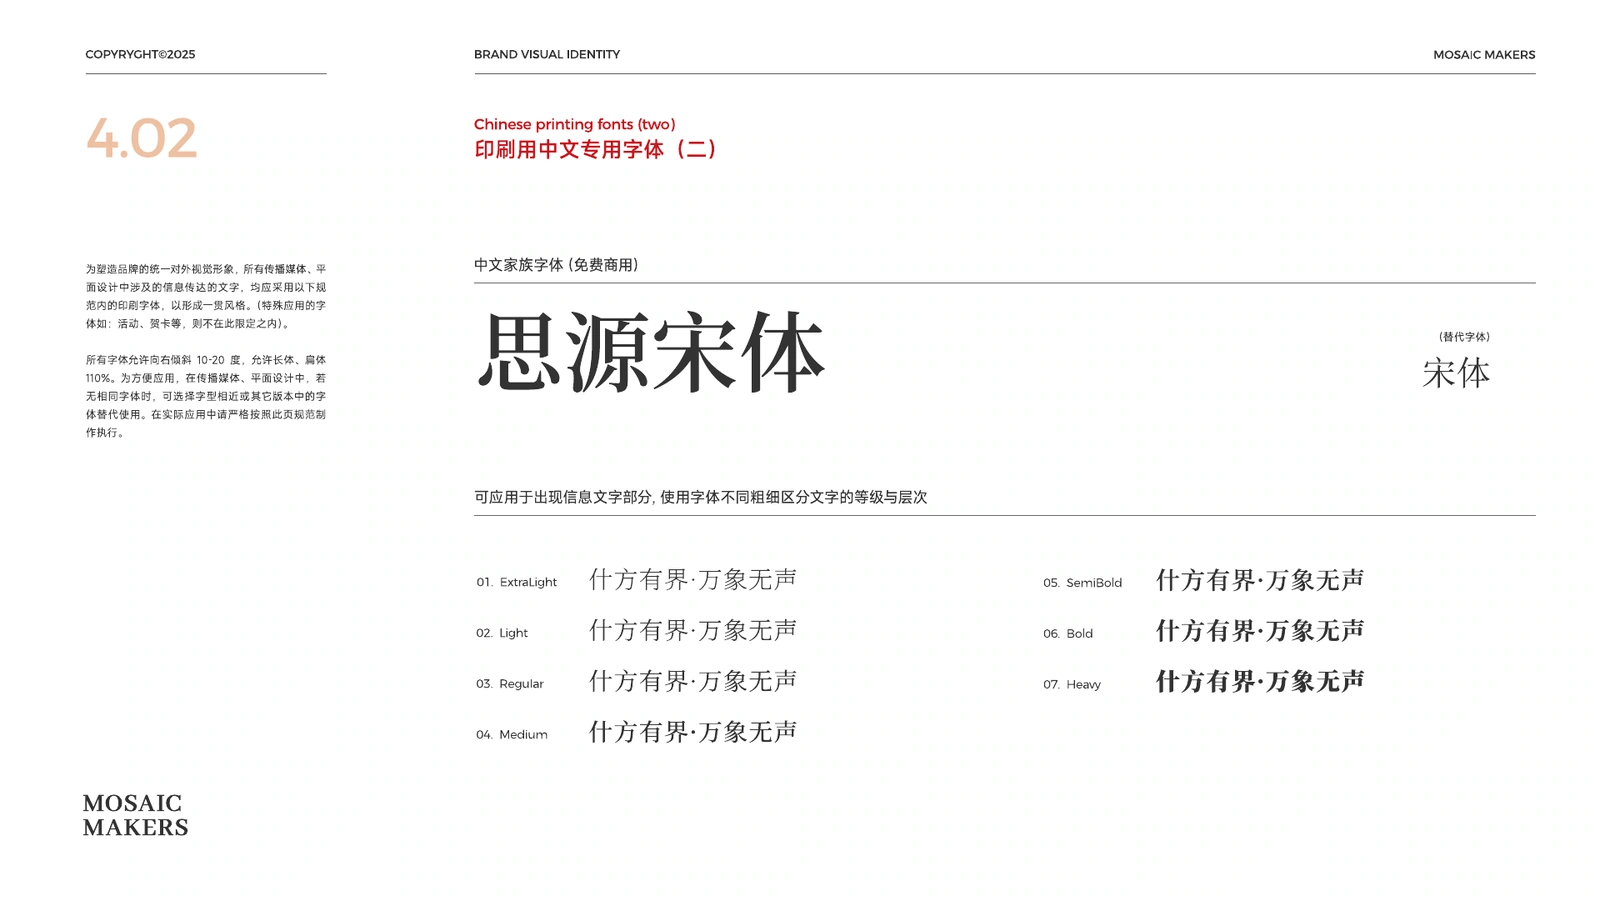 COPYRYGHT©2025
BRAND VISUAL IDENTITY
MOSAIC MAKERS
4.02
Chinese printing fonts (two)
印刷用中文专用字体（二）
为塑造品牌的统一对外视觉形象，所有传播媒体、平
面设计中涉及的信息传达的文字，均应采用以下规
范内的印刷字体，以形成一贯风格。(特殊应用的字
体如：活动、贺卡等，则不在此限定之内)。
所有字体允许向右倾斜 10-20 度，允许长体、扁体
110%。为方便应用，在传播媒体、平面设计中，若
无相同字体时，可选择字型相近或其它版本中的字
体替代使用。在实际应用中请严格按照此页规范制
作执行。
中文家族字体 (免费商用)
思源宋体
(替代字体)
宋体
可应用于出现信息文字部分, 使用字体不同粗细区分文字的等级与层次
01. ExtraLight 什方有界·万象无声
02. Light 什方有界·万象无声
03. Regular 什方有界·万象无声
04. Medium 什方有界·万象无声
05. SemiBold 什方有界·万象无声
06. Bold 什方有界·万象无声
07. Heavy 什方有界·万象无声
MOSAIC
MAKERS